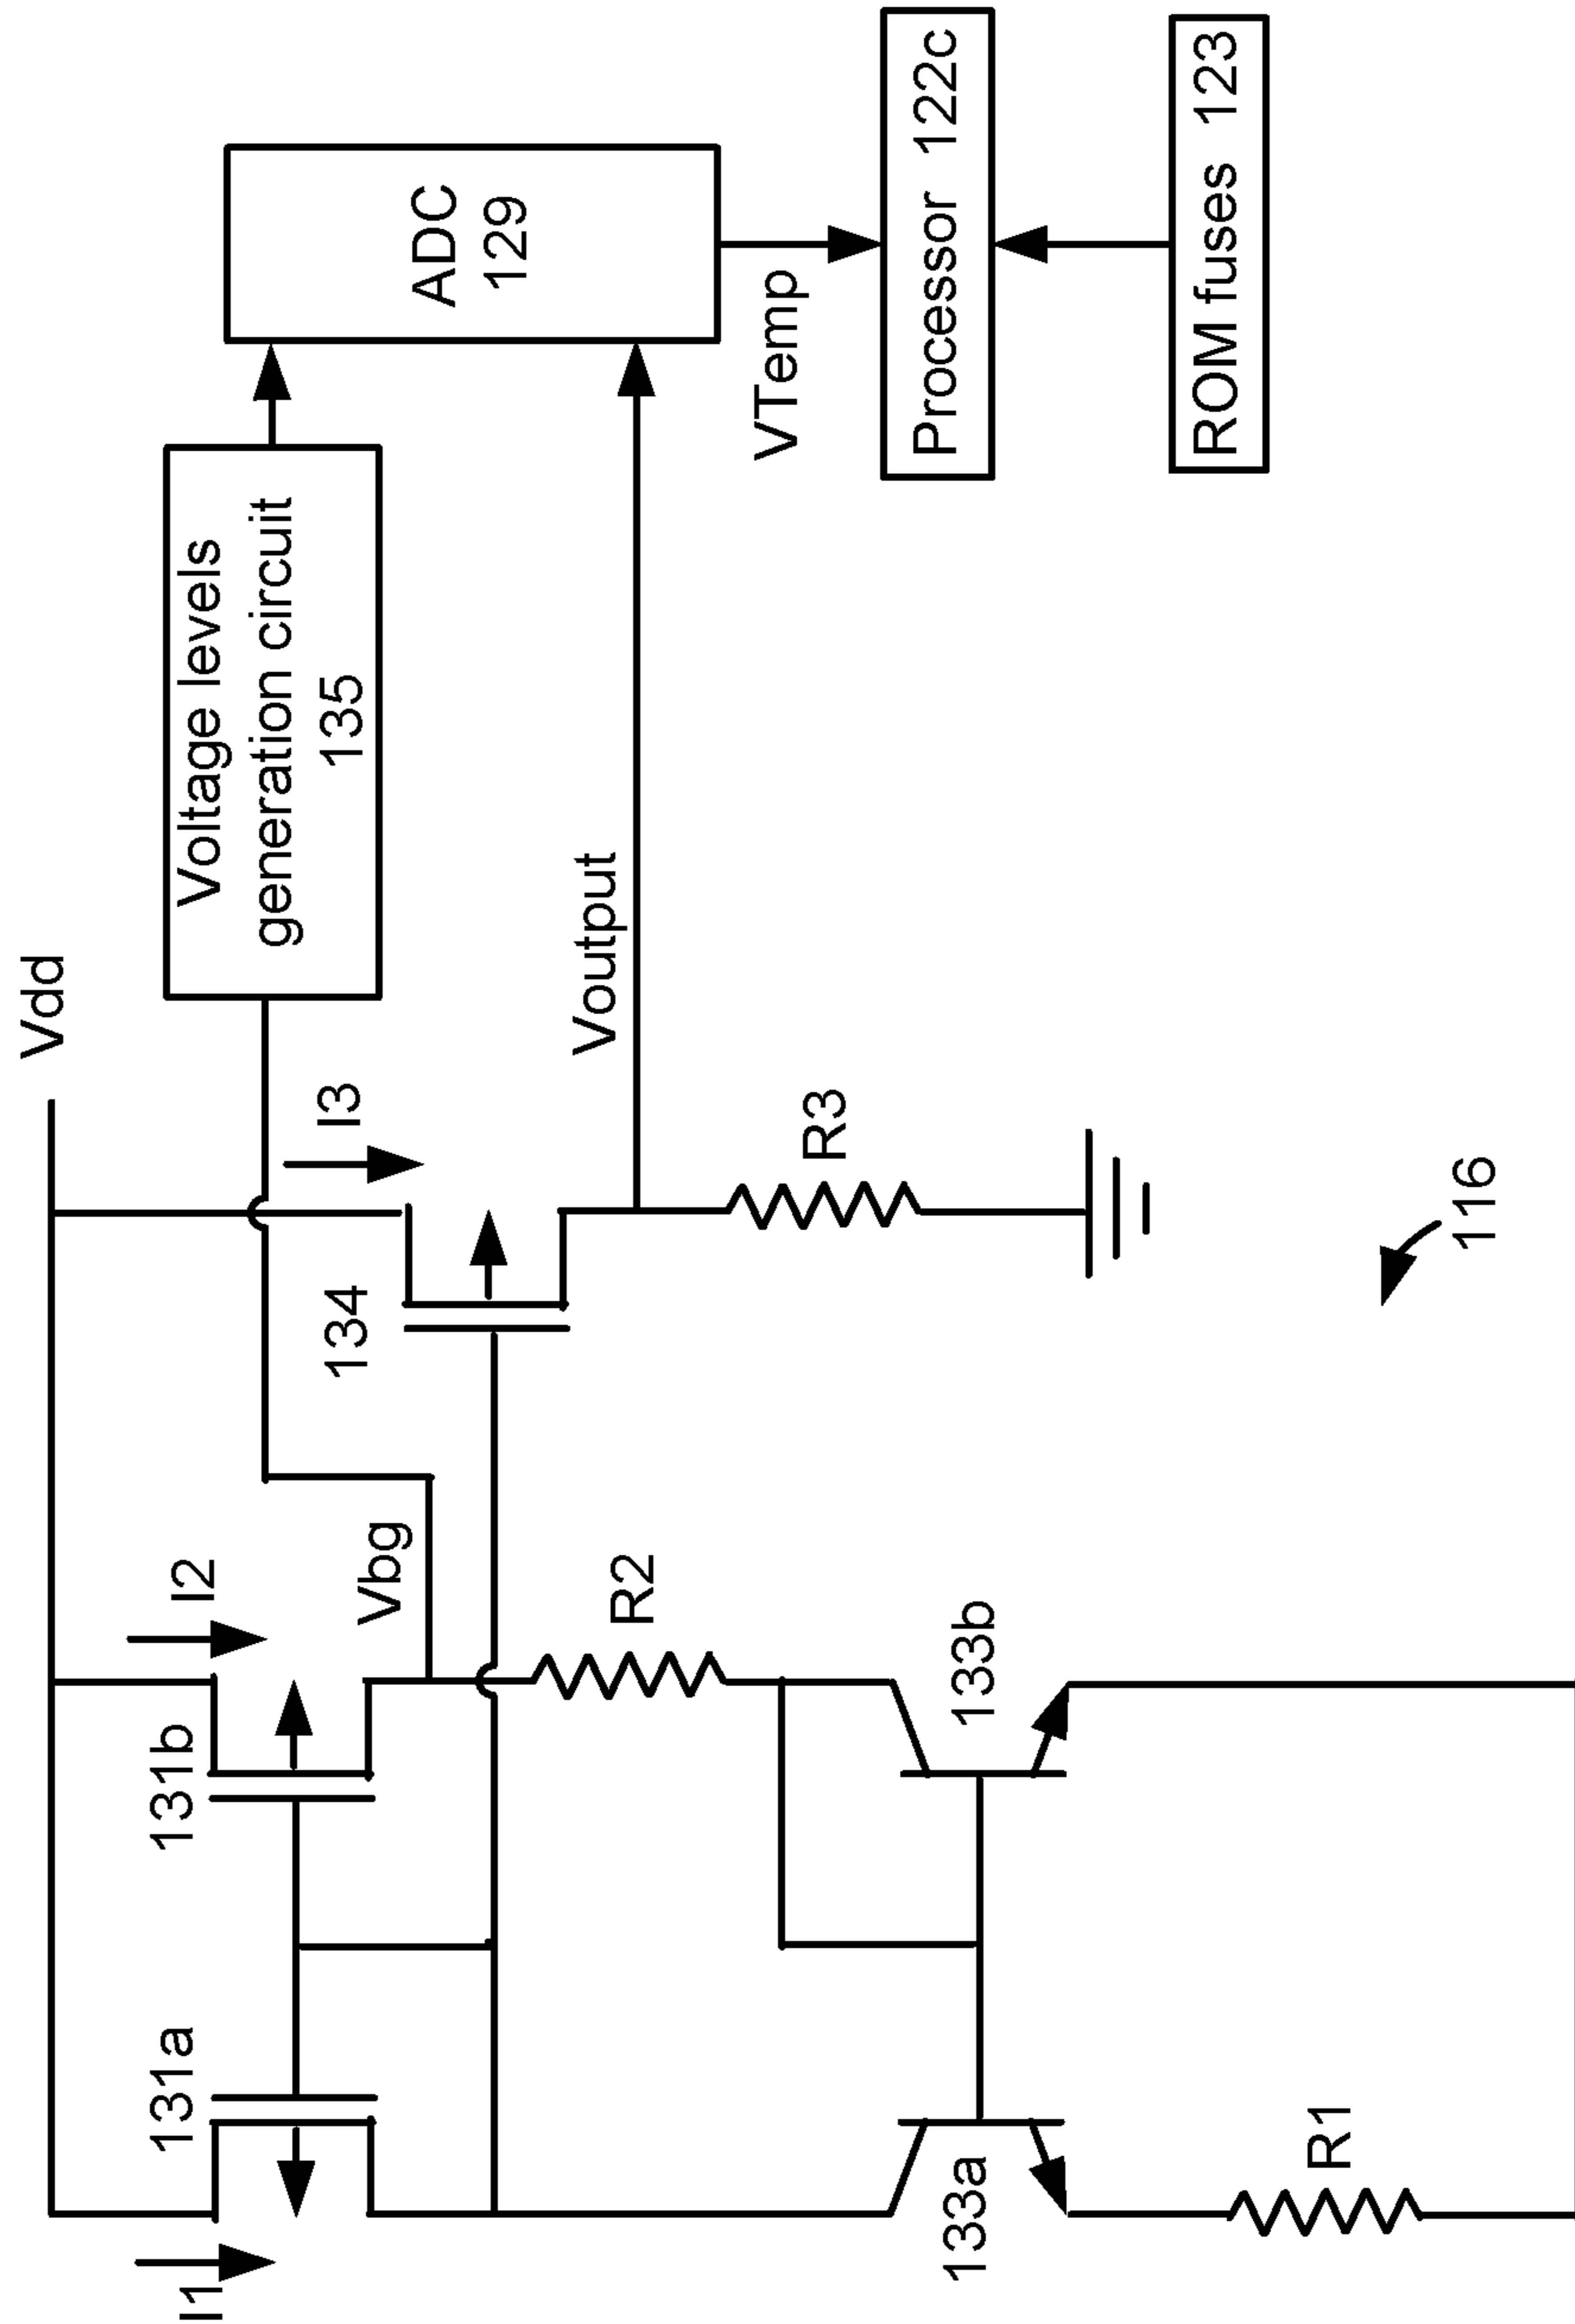 Vdd
I1
131a
131b
I2
Vbg
134
I3
Voltage levels
generation circuit
135
ADC
129
Voutput
VTemp
Processor 122c
ROM fuses 123
R2
R3
133a
133b
R1
116